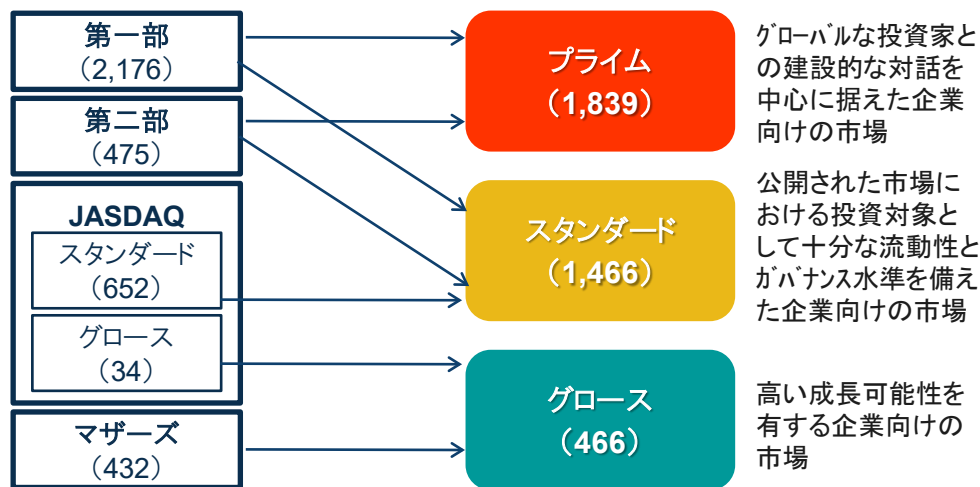 第一部
(2,176)
第二部
(475)
JASDAQ
スタンダード
(652)
グロース
(34)
マザーズ
(432)
プライム
(1,839)
スタンダード
(1,466)
グロース
(466)
グローバルな投資家と
の建設的な対話を
中心に据えた企業
向けの市場
公開された市場に
おける投資対象と
して十分な流動性と
ガバナンス水準を備え
た企業向けの市場
高い成長可能性を
有する企業向けの
市場